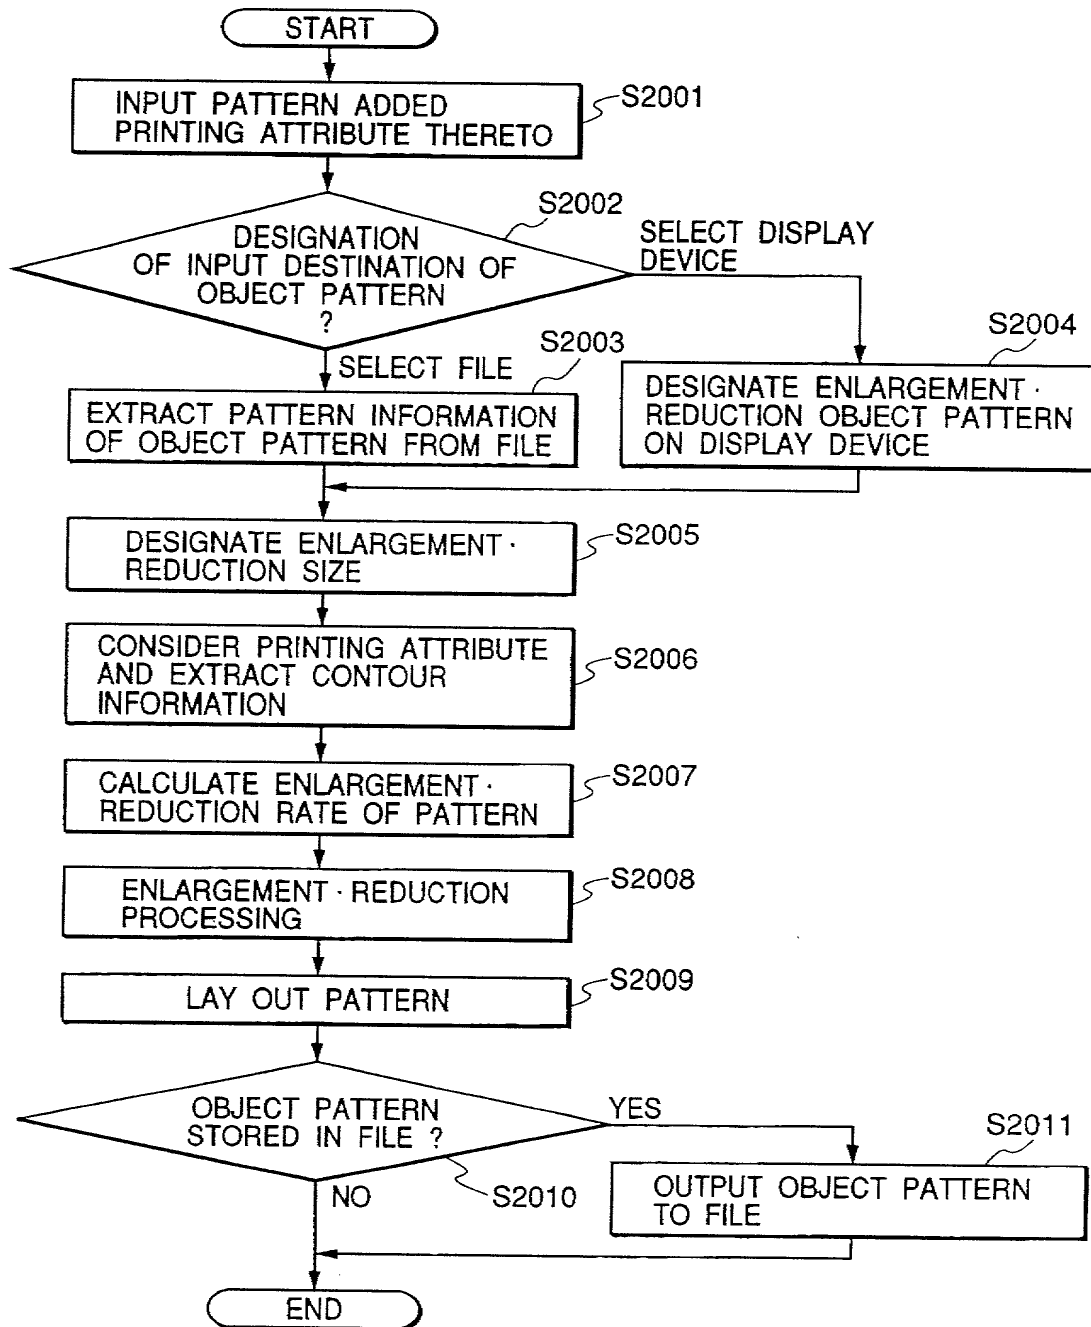 START
INPUT PATTERN ADDED
PRINTING ATTRIBUTE THERETO
S2001
DESIGNATION
OF INPUT DESTINATION OF
OBJECT PATTERN
?
S2002
SELECT DISPLAY
DEVICE
SELECT FILE
S2003
EXTRACT PATTERN INFORMATION
OF OBJECT PATTERN FROM FILE
S2004
DESIGNATE ENLARGEMENT ·
REDUCTION OBJECT PATTERN
ON DISPLAY DEVICE
DESIGNATE ENLARGEMENT ·
REDUCTION SIZE
S2005
CONSIDER PRINTING ATTRIBUTE
AND EXTRACT CONTOUR
INFORMATION
S2006
CALCULATE ENLARGEMENT ·
REDUCTION RATE OF PATTERN
S2007
ENLARGEMENT · REDUCTION
PROCESSING
S2008
LAY OUT PATTERN
S2009
OBJECT PATTERN
STORED IN FILE ?
S2010
YES
NO
S2011
OUTPUT OBJECT PATTERN
TO FILE
END